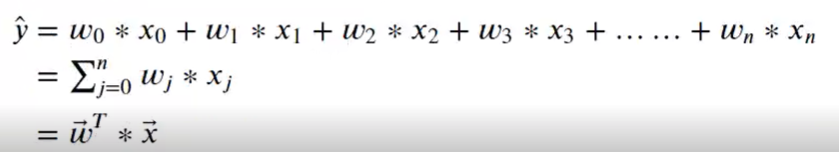 ŷ = w₀ * x₀ + w₁ * x₁ + w₂ * x₂ + w₃ * x₃ + ... ... + wₙ * xₙ
= ∑ⁿⱼ₌₀ wⱼ * xⱼ
= w⃗ᵀ * x⃗